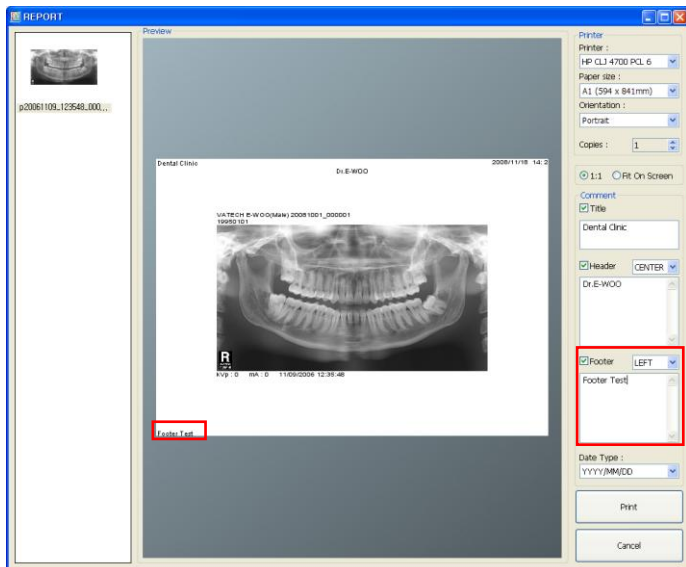 REPORT
p20061109_123548_000,,,
Preview
Dental Clinic
2008/11/18 14: 2
Dr.E-WOO
VATECH E-WOO(Male) 20081001_000001
19950101
R
kVp : 0 mA : 0 11/09/2006 12:35:48
Footer Test
Printer
Printer :
HP CLJ 4700 PCL 6
Paper size :
A1 (594 x 841mm)
Orientation :
Portrait
Copies : 1
1:1 Fit On Screen
Comment
Title
Dental Clinic
Header CENTER
Dr.E-WOO
Footer LEFT
Footer Test
Date Type :
YYYY/MM/DD
Print
Cancel